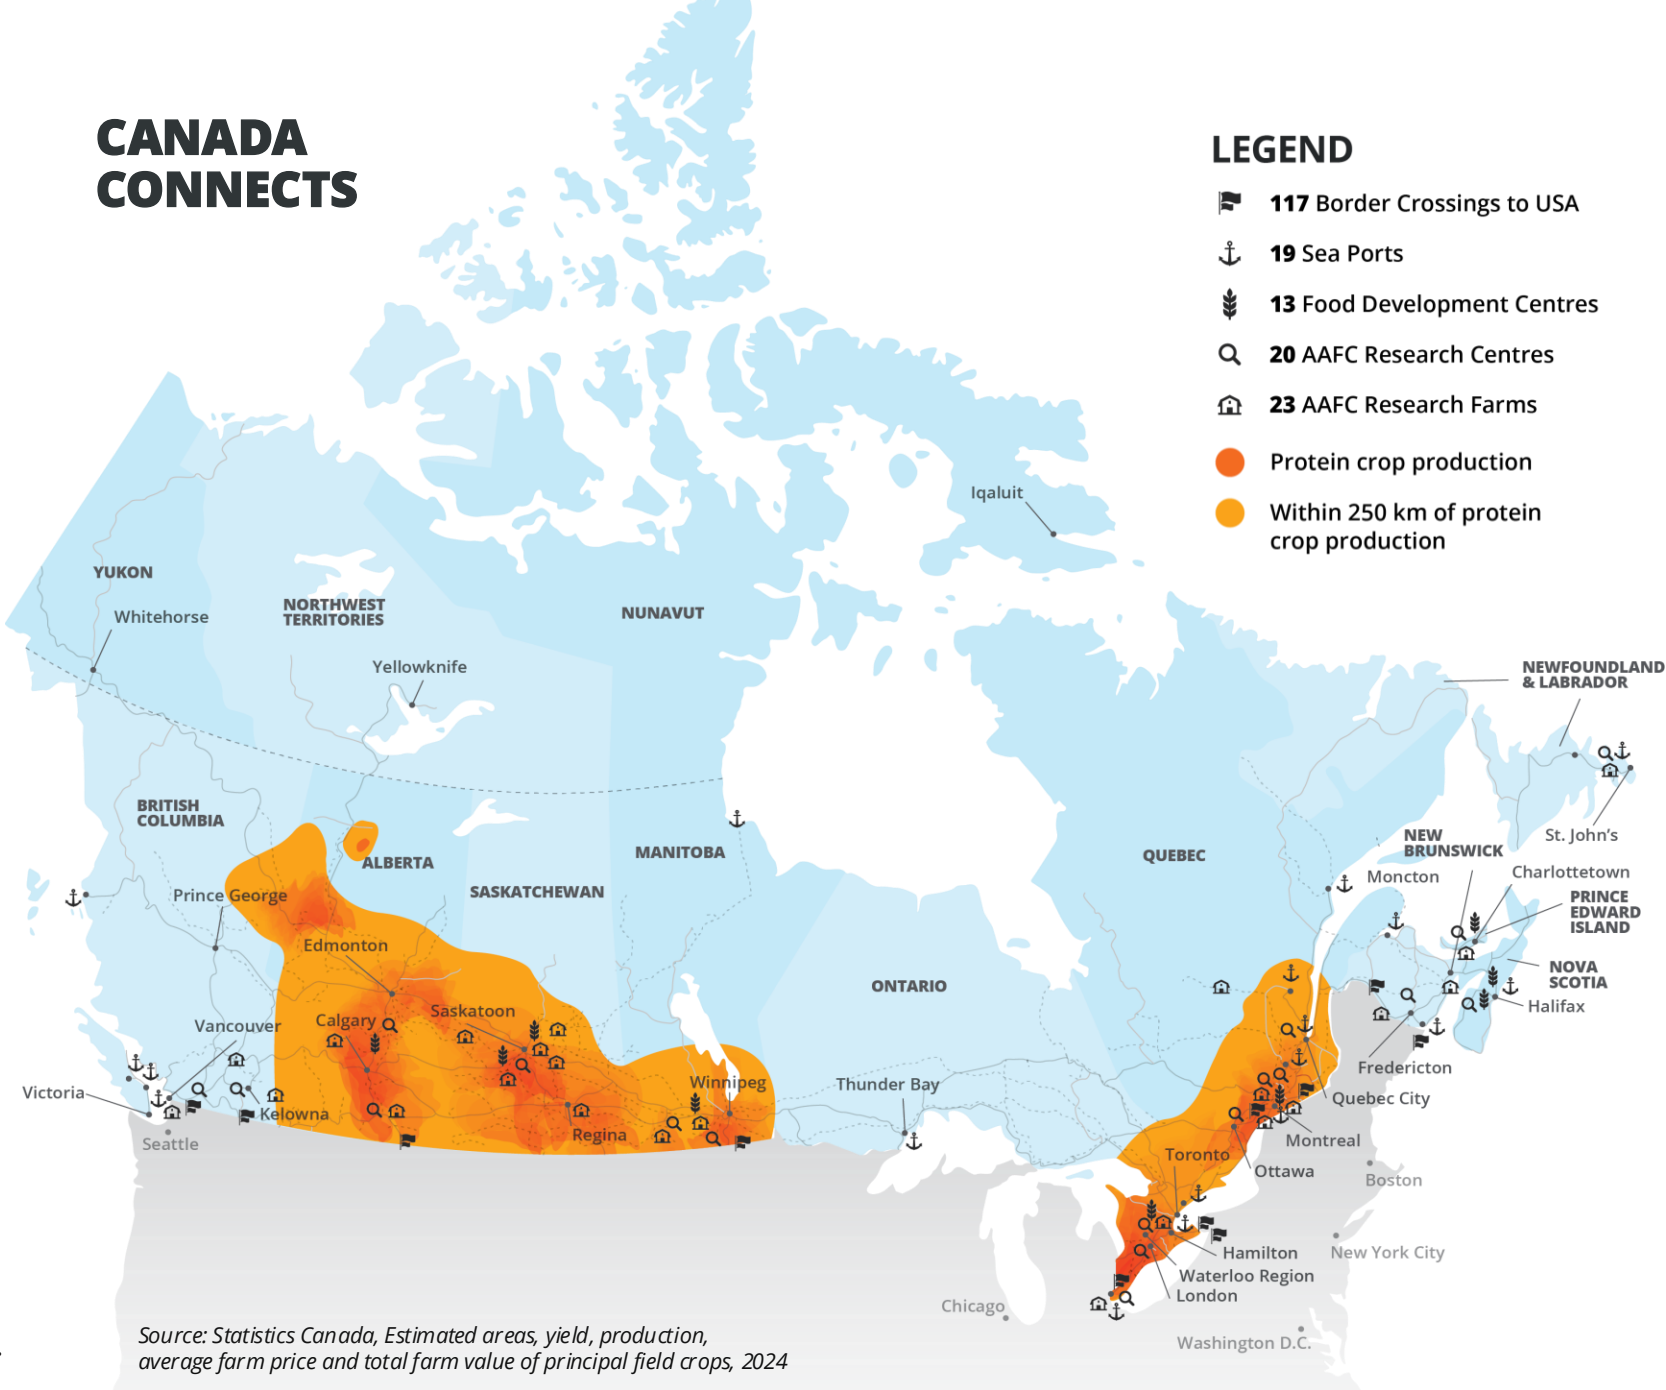 CANADA
CONNECTS
LEGEND
117 Border Crossings to USA
19 Sea Ports
13 Food Development Centres
20 AAFC Research Centres
23 AAFC Research Farms
Protein crop production
Within 250 km of protein
crop production
Iqaluit
YUKON
Whitehorse
NORTHWEST
TERRITORIES
NUNAVUT
Yellowknife
NEWFOUNDLAND
& LABRADOR
BRITISH
COLUMBIA
ALBERTA
SASKATCHEWAN
MANITOBA
QUEBEC
ONTARIO
St. John's
NEW
BRUNSWICK
Moncton
Charlottetown
PRINCE
EDWARD
ISLAND
NOVA
SCOTIA
Halifax
Prince George
Edmonton
Saskatoon
Calgary
Vancouver
Victoria
Kelowna
Seattle
Regina
Winnipeg
Thunder Bay
Fredericton
Quebec City
Montreal
Ottawa
Toronto
Boston
Hamilton
Waterloo Region
London
New York City
Chicago
Washington D.C.
Source: Statistics Canada, Estimated areas, yield, production,
average farm price and total farm value of principal field crops, 2024